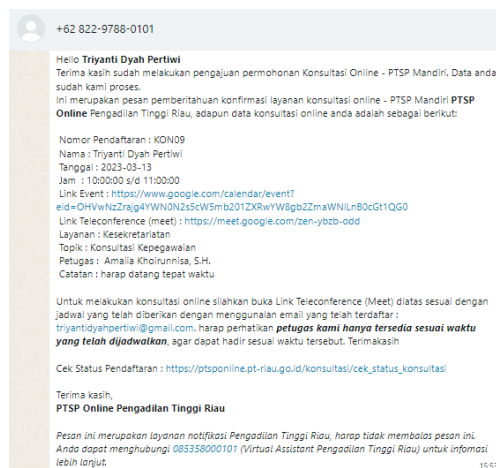 +62 822-9788-0101
Hello Triyanti Dyah Pertiwi
Terima kasih sudah melakukan pengajuan permohonan Konsultasi Online - PTSP Mandiri. Data anda
sudah kami proses.
Ini merupakan pesan pemberitahuan konfirmasi layanan konsultasi online - PTSP Mandiri PTSP
Online Pengadilan Tinggi Riau, adapun data konsultasi online anda adalah sebagai berikut:
Nomor Pendaftaran : KON09
Nama : Triyanti Dyah Pertiwi
Tanggal : 2023-03-13
Jam : 10:00:00 s/d 11:00:00
Link Event : https://www.google.com/calendar/event?
eid=OHVwNzZrajg4YWN0N2s5cW5mb201ZXRwYW8gb2ZmaWNlLnB0cGt1QG0
Link Teleconference (meet) : https://meet.google.com/zen-ybzb-odd
Layanan : Kesekretariatan
Topik : Konsultasi Kepegawaian
Petugas : Amalia Khoirunnisa, S.H.
Catatan : harap datang tepat waktu
Untuk melakukan konsultasi online silahkan buka Link Teleconference (Meet) diatas sesuai dengan
jadwal yang telah diberikan dengan menggunalan email yang telah terdaftar :
triyantidyahpertiwi@gmail.com. harap perhatikan petugas kami hanya tersedia sesuai waktu
yang telah dijadwalkan, agar dapat hadir sesuai waktu tersebut. Terimakasih
Cek Status Pendaftaran : https://ptsponline.pt-riau.go.id/konsultasi/cek_status_konsultasi
Terima kasih,
PTSP Online Pengadilan Tinggi Riau
Pesan ini merupakan layanan notifikasi Pengadilan Tinggi Riau, harap tidak membalas pesan ini.
Anda dapat menghubungi 085358000101 (Virtual Assistant Pengadilan Tinggi Riau) untuk infomasi
lebih lanjut.